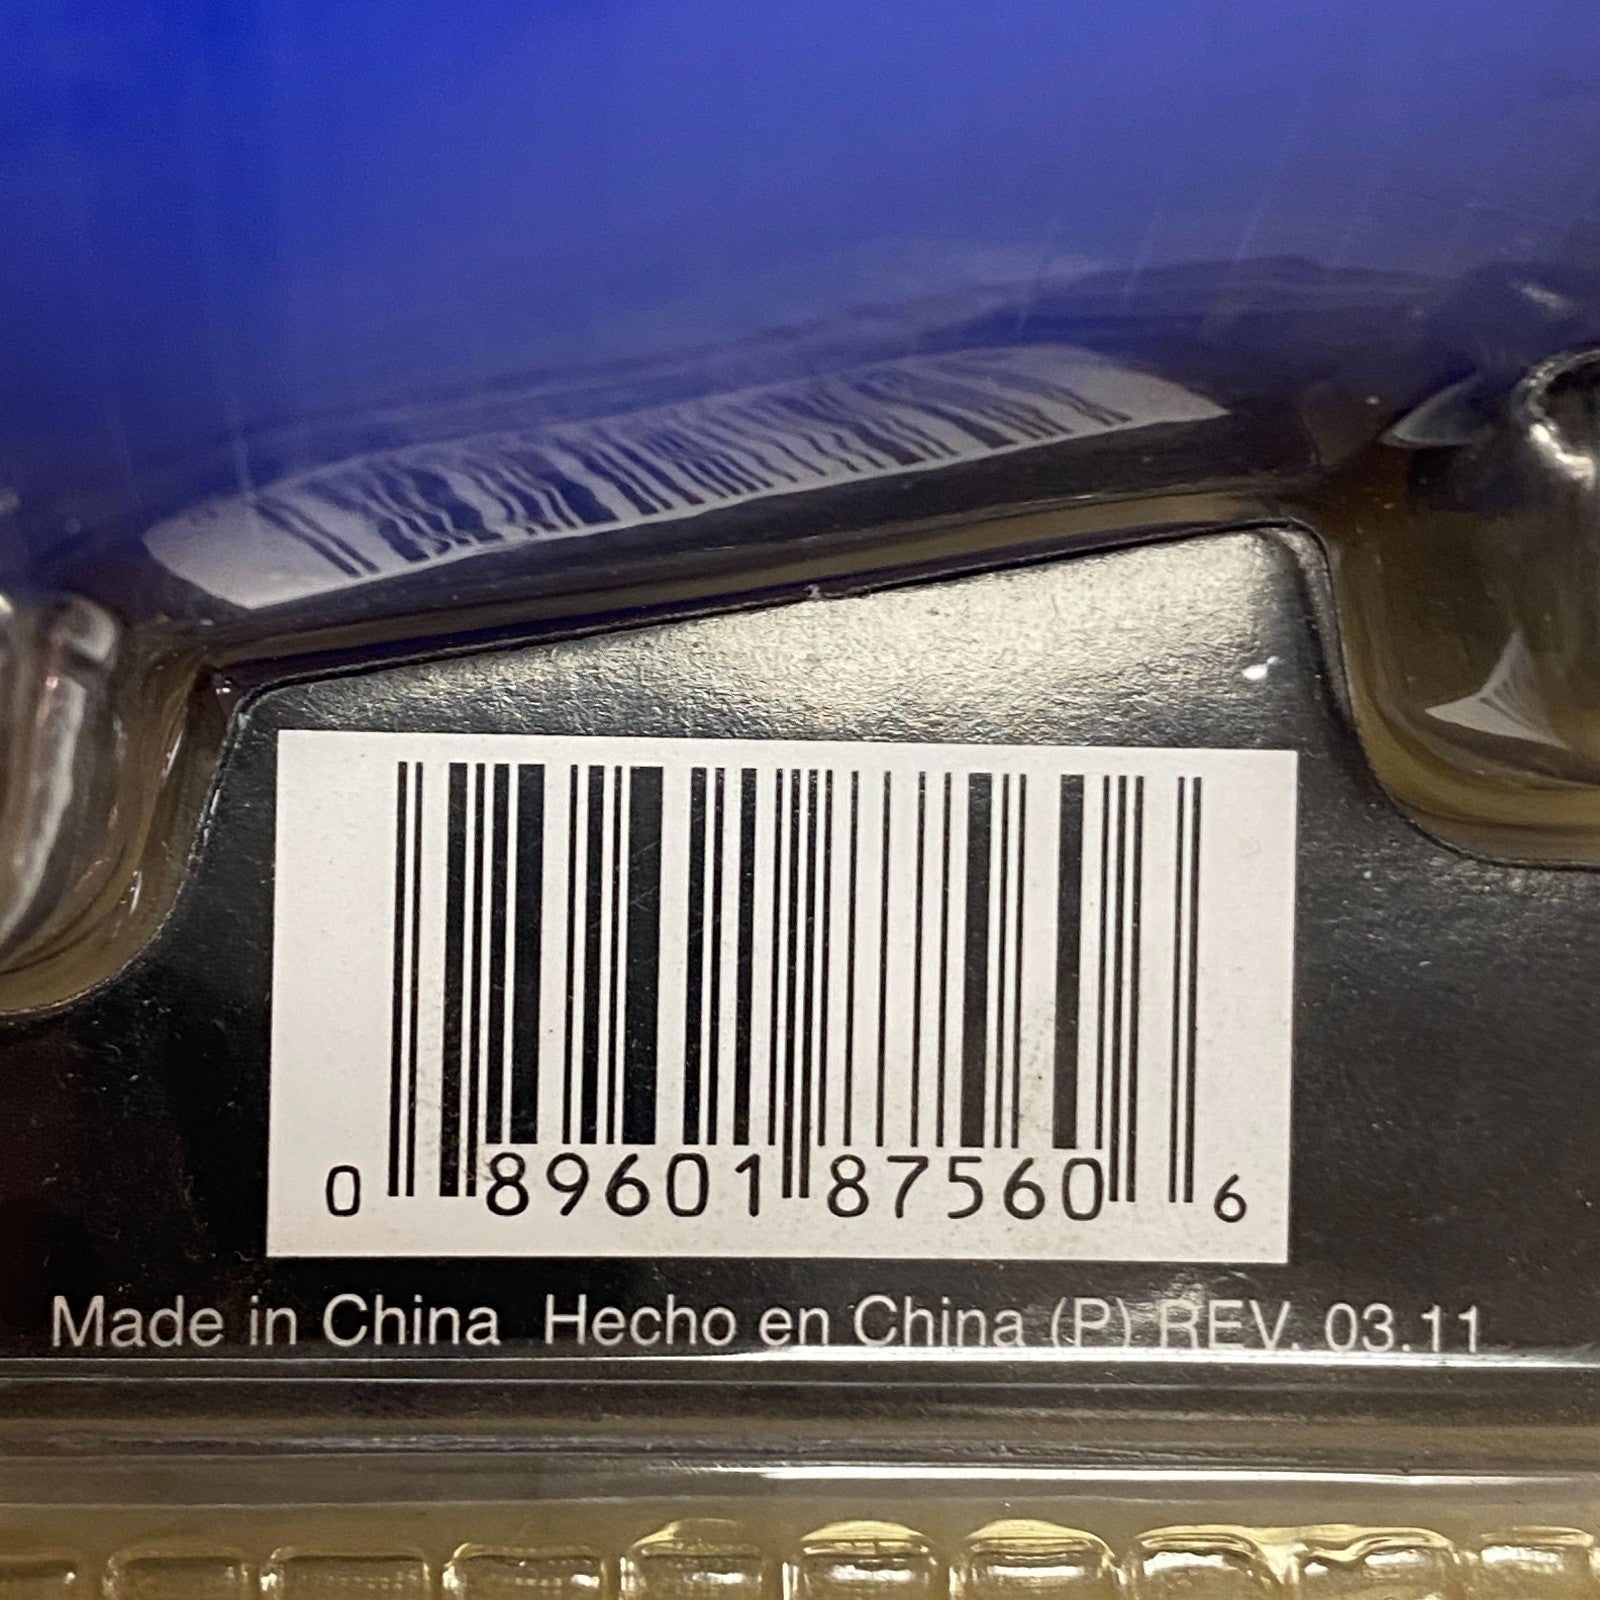 0 89601 87560 6
Made in China Hecho en China (P) REV. 03.11